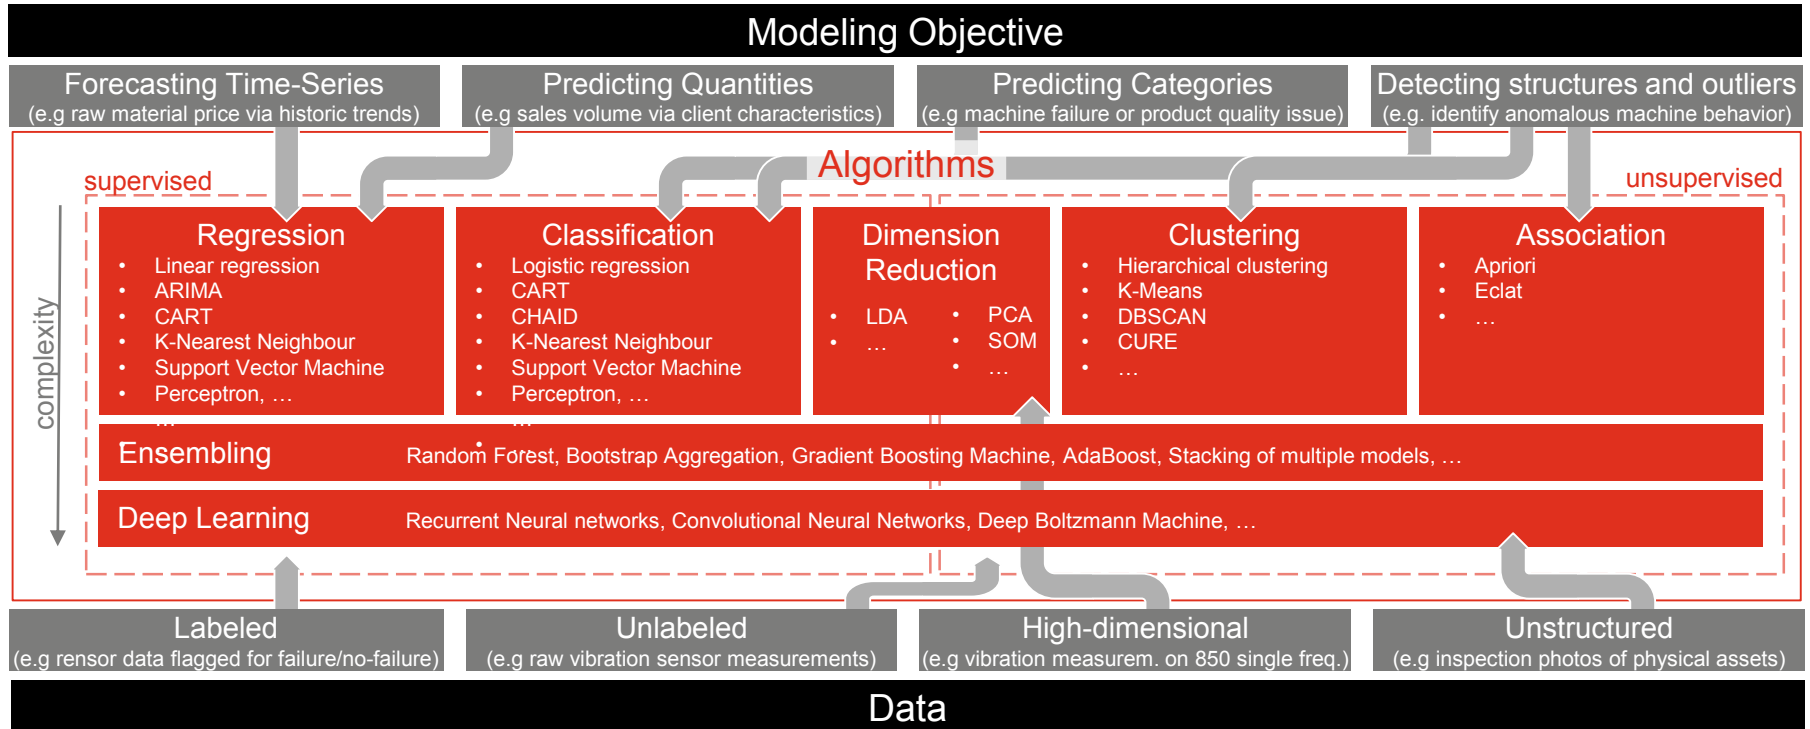 Modeling Objective
Forecasting Time-Series
(e.g raw material price via historic trends)
Predicting Quantities
(e.g sales volume via client characteristics)
Predicting Categories
(e.g machine failure or product quality issue)
Detecting structures and outliers
(e.g. identify anomalous machine behavior)
Algorithms
supervised
unsupervised
complexity
Regression
• Linear regression
• ARIMA
• CART
• K-Nearest Neighbour
• Support Vector Machine
• Perceptron, …
…
Classification
• Logistic regression
• CART
• CHAID
• K-Nearest Neighbour
• Support Vector Machine
• Perceptron, …
…
• …
Dimension
Reduction
• LDA
• …
• PCA
• SOM
• …
Clustering
• Hierarchical clustering
• K-Means
• DBSCAN
• CURE
• …
Association
• Apriori
• Eclat
• …
Ensembling
Random Forest, Bootstrap Aggregation, Gradient Boosting Machine, AdaBoost, Stacking of multiple models, …
Deep Learning
Recurrent Neural networks, Convolutional Neural Networks, Deep Boltzmann Machine, …
Labeled
(e.g rensor data flagged for failure/no-failure)
Unlabeled
(e.g raw vibration sensor measurements)
High-dimensional
(e.g vibration measurem. on 850 single freq.)
Unstructured
(e.g inspection photos of physical assets)
Data